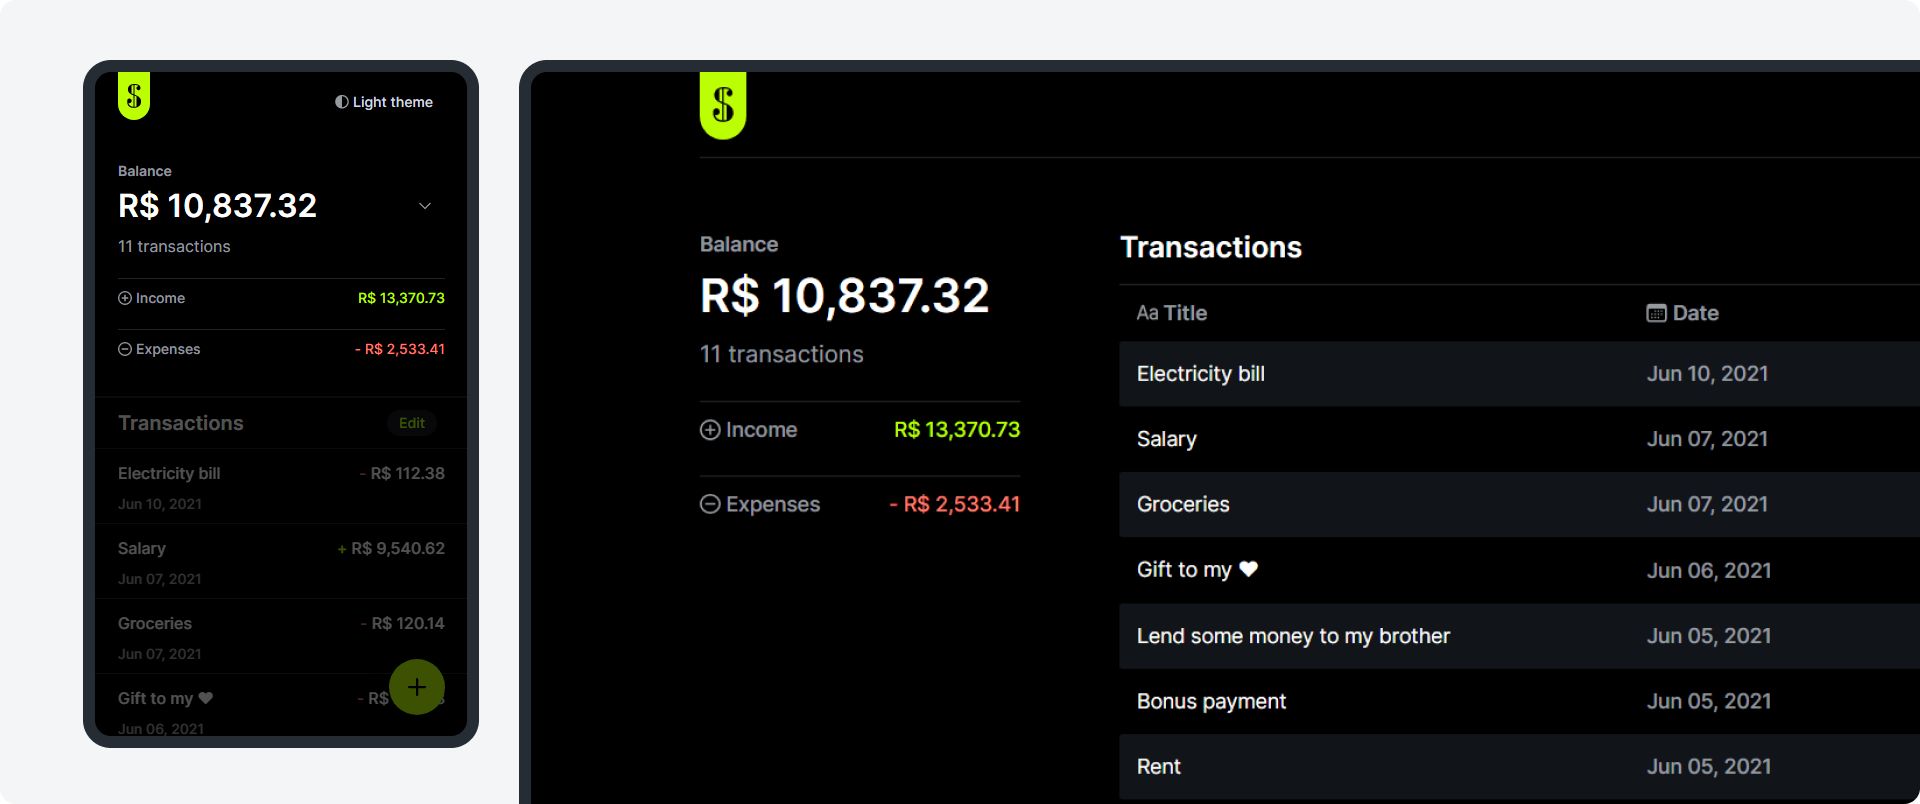 $
Light theme
Balance
R$ 10,837.32
11 transactions
Income
R$ 13,370.73
Expenses
- R$ 2,533.41
Transactions
Edit
Electricity bill
- R$ 112.38
Jun 10, 2021
Salary
+ R$ 9,540.62
Jun 07, 2021
Groceries
- R$ 120.14
Jun 07, 2021
Gift to my ♥
- R$
+
Jun 06, 2021
$
Balance
R$ 10,837.32
11 transactions
Income
R$ 13,370.73
Expenses
- R$ 2,533.41
Transactions
Aa Title
Date
Electricity bill
Jun 10, 2021
Salary
Jun 07, 2021
Groceries
Jun 07, 2021
Gift to my ♥
Jun 06, 2021
Lend some money to my brother
Jun 05, 2021
Bonus payment
Jun 05, 2021
Rent
Jun 05, 2021